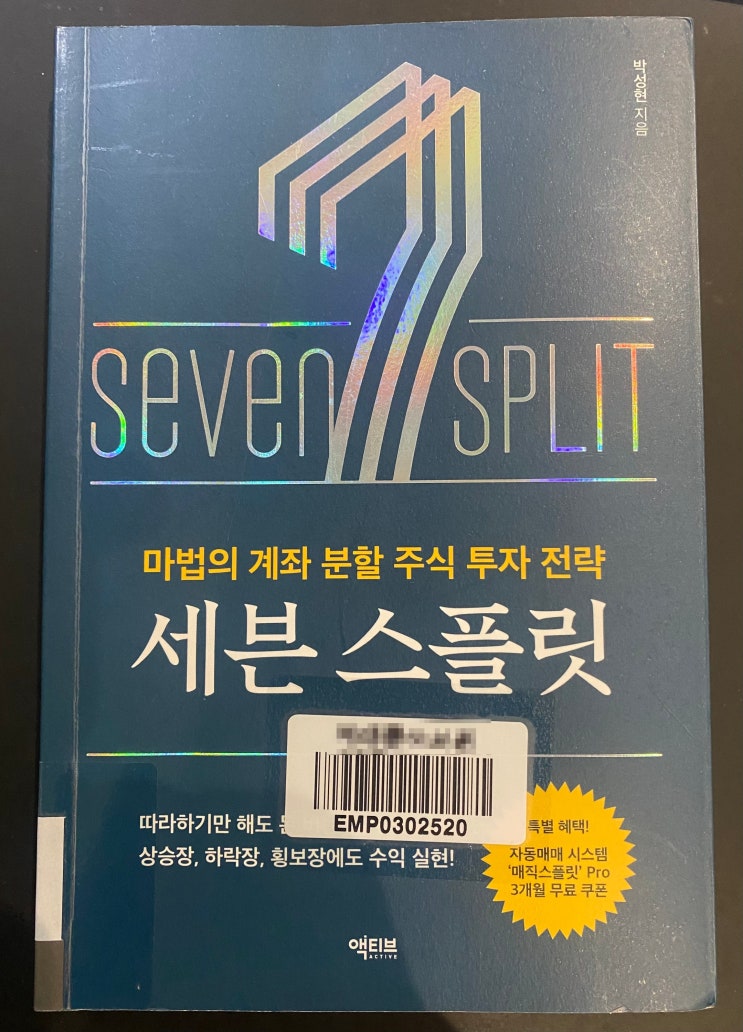 박성현 지음
seven 7 SPLIT
마법의 계좌 분할 주식 투자 전략
세븐 스플릿
EMP0302520
따라하기만 해도
상승장, 하락장, 횡보장에도 수익 실현!
특별 혜택!
자동매매 시스템
‘매직스플릿’ Pro
3개월 무료 쿠폰
액티브
ACTIVE